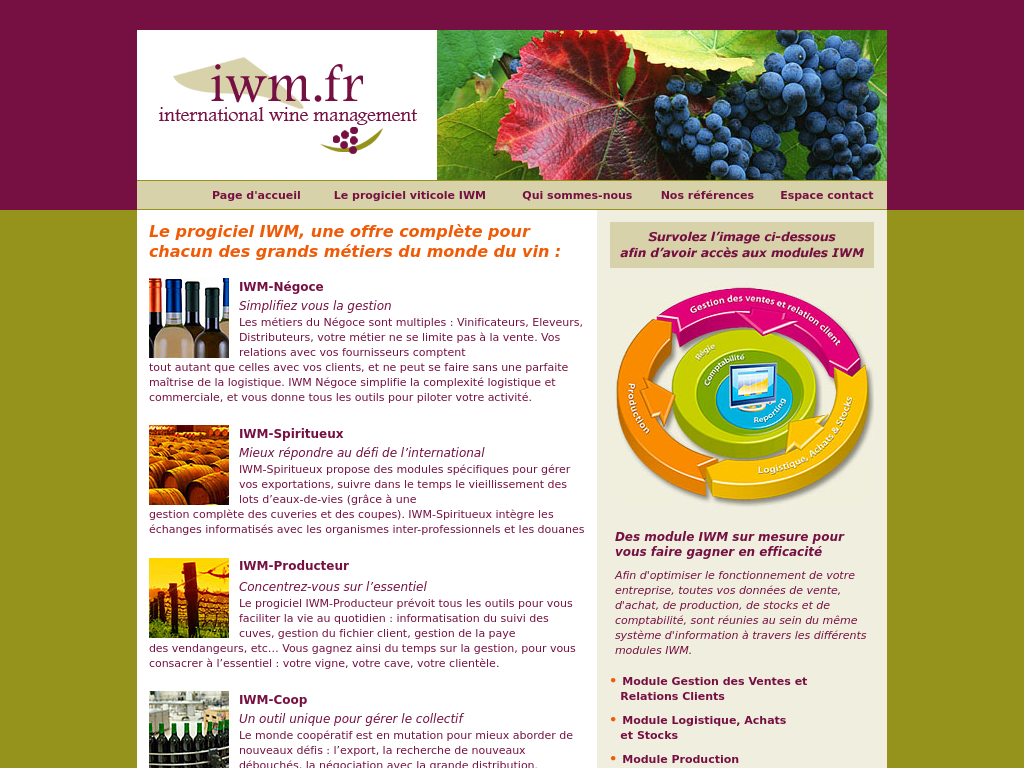 iwm.fr
international wine management
Page d'accueil
Le progiciel viticole IWM
Qui sommes-nous
Nos références
Espace contact
Le progiciel IWM, une offre complète pour
chacun des grands métiers du monde du vin :
IWM-Négoce
Simplifiez vous la gestion
Les métiers du Négoce sont multiples : Vinificateurs, Eleveurs,
Distributeurs, votre métier ne se limite pas à la vente. Vos
relations avec vos fournisseurs comptent
tout autant que celles avec vos clients, et ne peut se faire sans une parfaite
maîtrise de la logistique. IWM Négoce simplifie la complexité logistique et
commerciale, et vous donne tous les outils pour piloter votre activité.
IWM-Spiritueux
Mieux répondre au défi de l’international
IWM-Spiritueux propose des modules spécifiques pour gérer
vos exportations, suivre dans le temps le vieillissement des
lots d’eaux-de-vies (grâce à une
gestion complète des cuveries et des coupes). IWM-Spiritueux intègre les
échanges informatisés avec les organismes inter-professionnels et les douanes
IWM-Producteur
Concentrez-vous sur l’essentiel
Le progiciel IWM-Producteur prévoit tous les outils pour vous
faciliter la vie au quotidien : informatisation du suivi des
cuves, gestion du fichier client, gestion de la paye
des vendangeurs, etc... Vous gagnez ainsi du temps sur la gestion, pour vous
consacrer à l’essentiel : votre vigne, votre cave, votre clientèle.
IWM-Coop
Un outil unique pour gérer le collectif
Le monde coopératif est en mutation pour mieux aborder de
nouveaux défis : l’export, la recherche de nouveaux
débouchés, la négociation avec la grande distribution.
Survolez l’image ci-dessous
afin d’avoir accès aux modules IWM
Gestion des ventes et relation client
Régie
Comptabilité
Reporting
Production
Logistique, Achats & Stocks
Des module IWM sur mesure pour
vous faire gagner en efficacité
Afin d'optimiser le fonctionnement de votre
entreprise, toutes vos données de vente,
d'achat, de production, de stocks et de
comptabilité, sont réunies au sein du même
système d'information à travers les différents
modules IWM.
• Module Gestion des Ventes et
Relations Clients
• Module Logistique, Achats
et Stocks
• Module Production